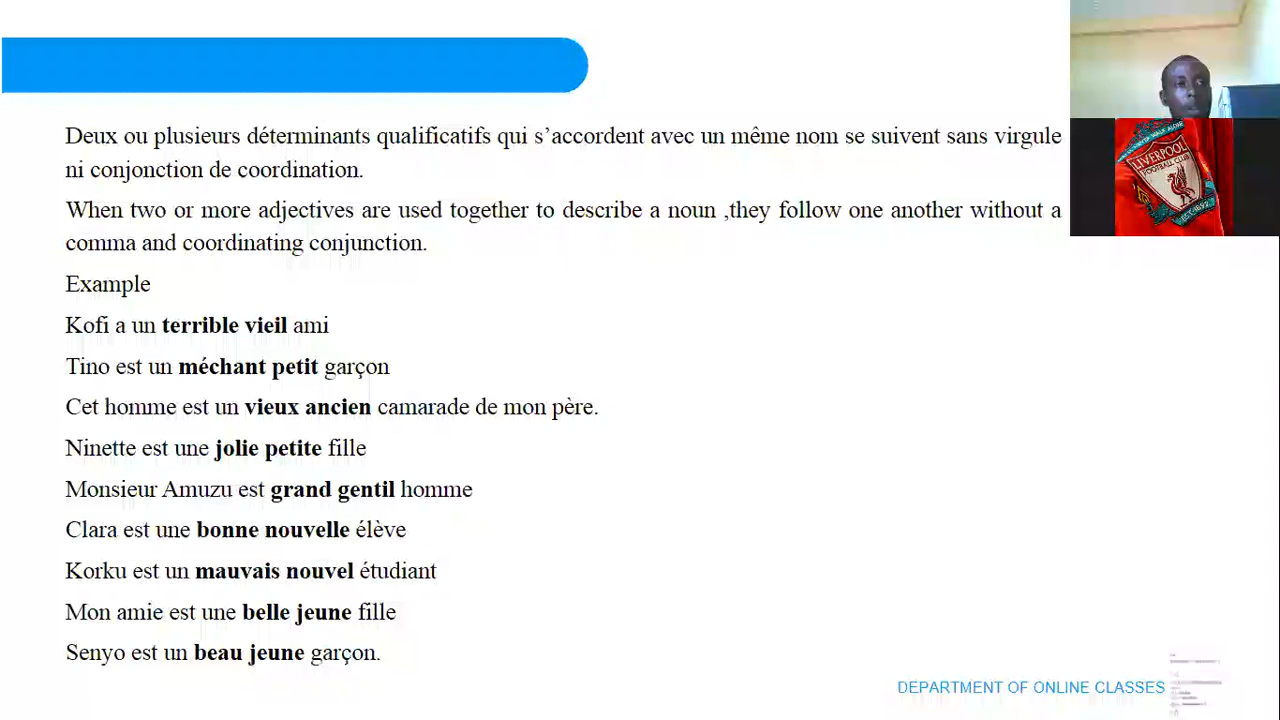 Deux ou plusieurs déterminants qualificatifs qui s’accordent avec un même nom se suivent sans virgule
ni conjonction de coordination.
When two or more adjectives are used together to describe a noun ,they follow one another without a
comma and coordinating conjunction.
Example
Kofi a un terrible vieil ami
Tino est un méchant petit garçon
Cet homme est un vieux ancien camarade de mon père.
Ninette est une jolie petite fille
Monsieur Amuzu est grand gentil homme
Clara est une bonne nouvelle élève
Korku est un mauvais nouvel étudiant
Mon amie est une belle jeune fille
Senyo est un beau jeune garçon.
DEPARTMENT OF ONLINE CLASSES
LIVERPOOL
FOOTBALL CLUB
EST·1892